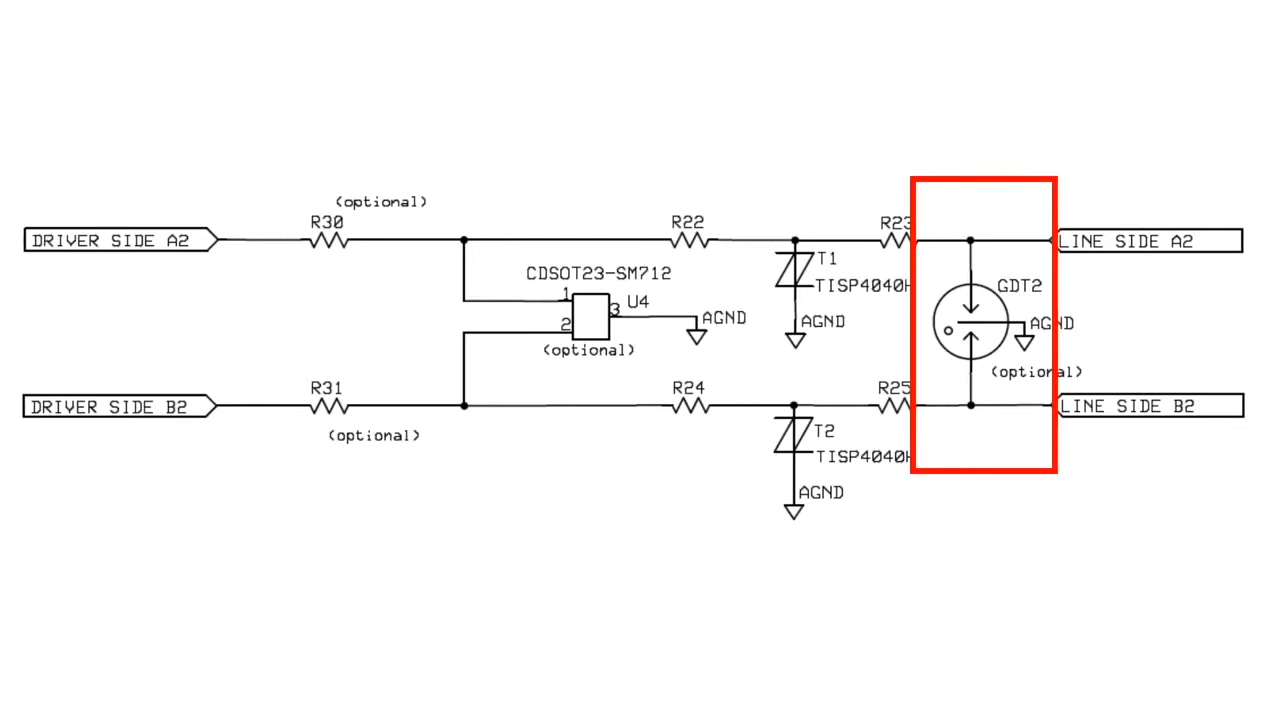 (optional)
R30
R22
R23
DRIVER SIDE A2
LINE SIDE A2
T1
CDSOT23-SM712
TISP4040H
GDT2
1
U4
3
AGND
AGND
AGND
2
(optional)
(optional)
R31
R24
R25
DRIVER SIDE B2
LINE SIDE B2
(optional)
T2
TISP4040H
AGND